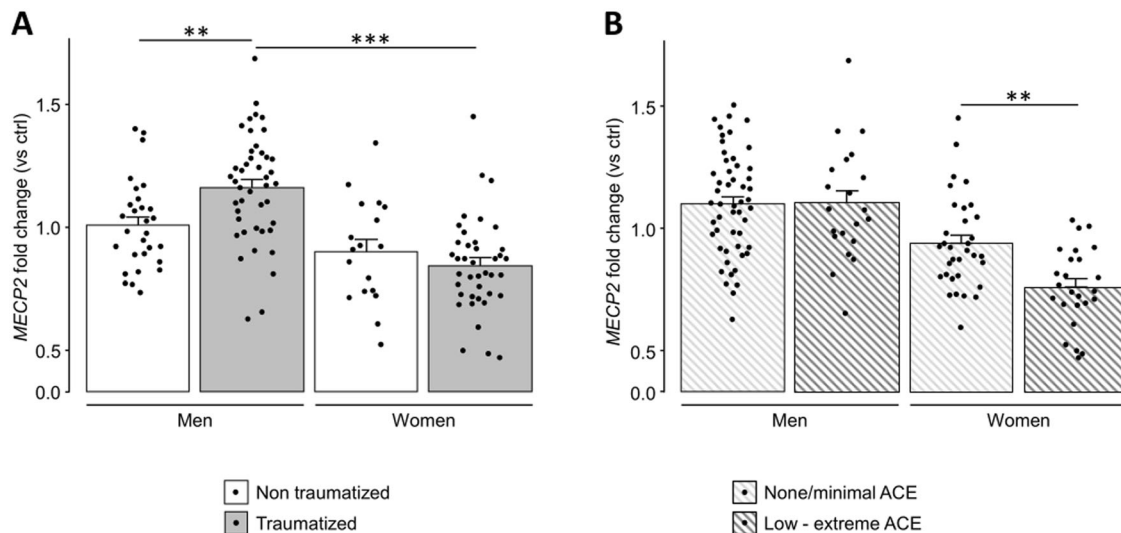 A
**
***
MECP2 fold change (vs ctrl)
1.5
1.0
0.5
0.0
Men
Women
Non traumatized
Traumatized
B
**
MECP2 fold change (vs ctrl)
1.5
1.0
0.5
0.0
Men
Women
None/minimal ACE
Low - extreme ACE